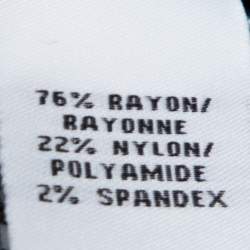 76% RAYON/
RAYONNE
22% NYLON/
POLYAMIDE
2% SPANDEX